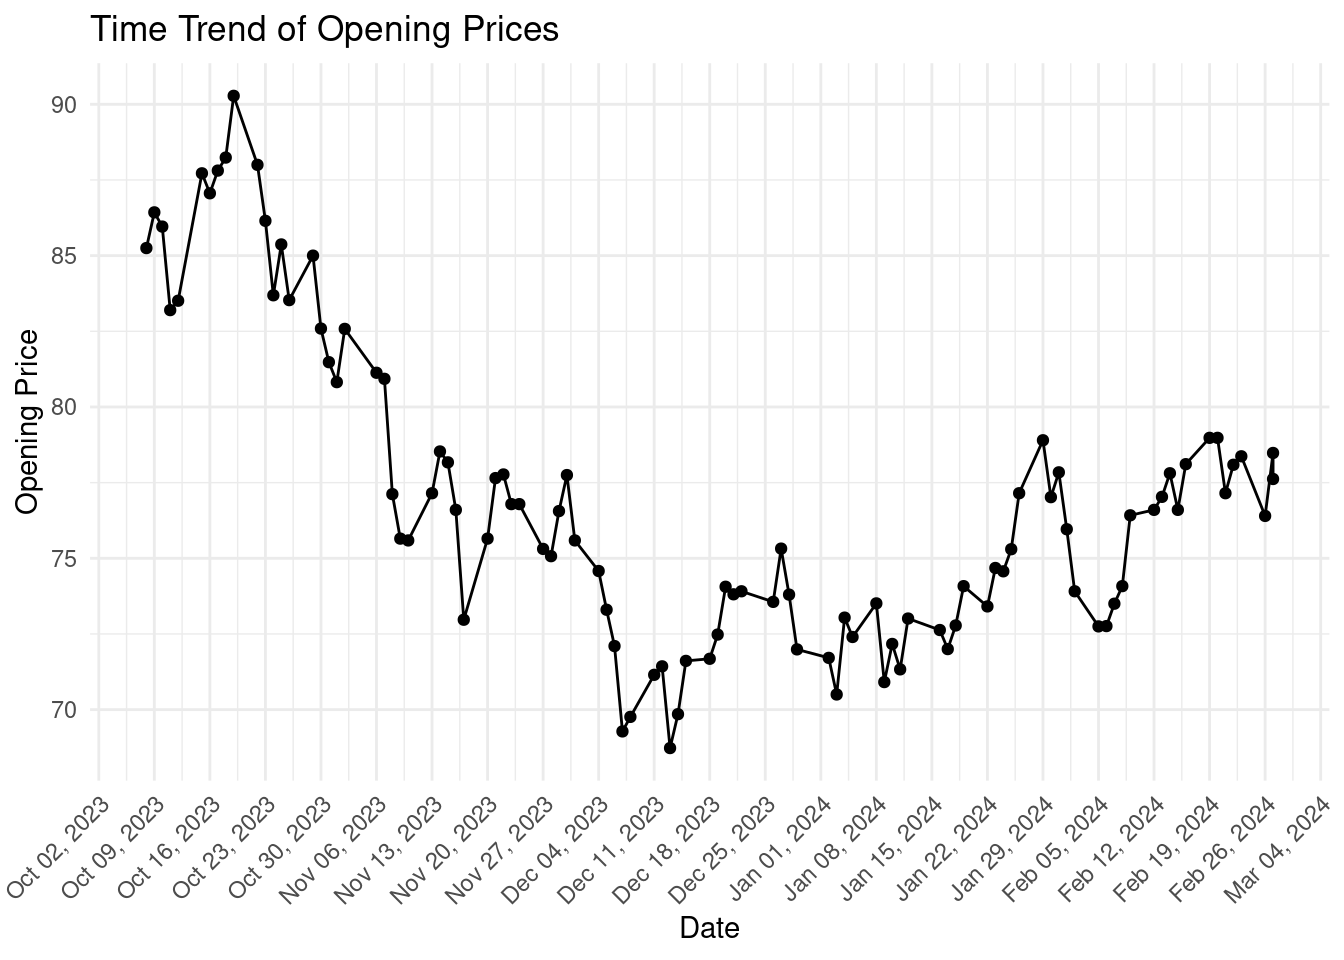 Time Trend of Opening Prices
Opening Price
90
85
80
75
70
Oct 02, 2023
Oct 09, 2023
Oct 16, 2023
Oct 23, 2023
Oct 30, 2023
Nov 06, 2023
Nov 13, 2023
Nov 20, 2023
Nov 27, 2023
Dec 04, 2023
Dec 11, 2023
Dec 18, 2023
Dec 25, 2023
Jan 01, 2024
Jan 08, 2024
Jan 15, 2024
Jan 22, 2024
Jan 29, 2024
Feb 05, 2024
Feb 12, 2024
Feb 19, 2024
Feb 26, 2024
Mar 04, 2024
Date